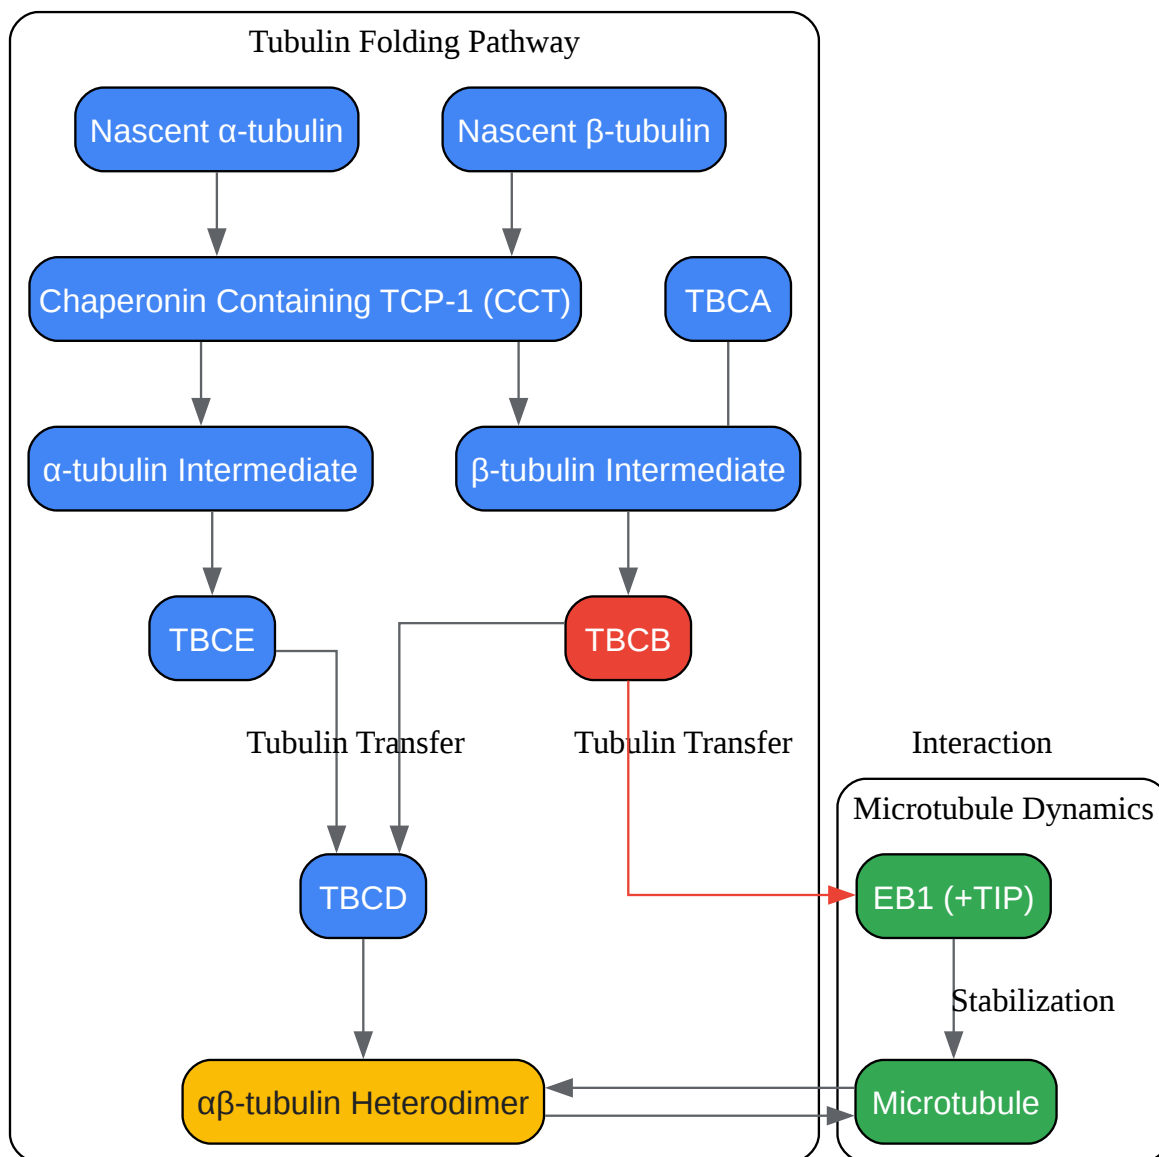 Tubulin Folding Pathway
Nascent α-tubulin
Nascent β-tubulin
Chaperonin Containing TCP-1 (CCT)
TBCA
α-tubulin Intermediate
β-tubulin Intermediate
TBCE
TBCB
Tubulin Transfer
Tubulin Transfer
Interaction
Microtubule Dynamics
TBCD
EB1 (+TIP)
Stabilization
αβ-tubulin Heterodimer
Microtubule